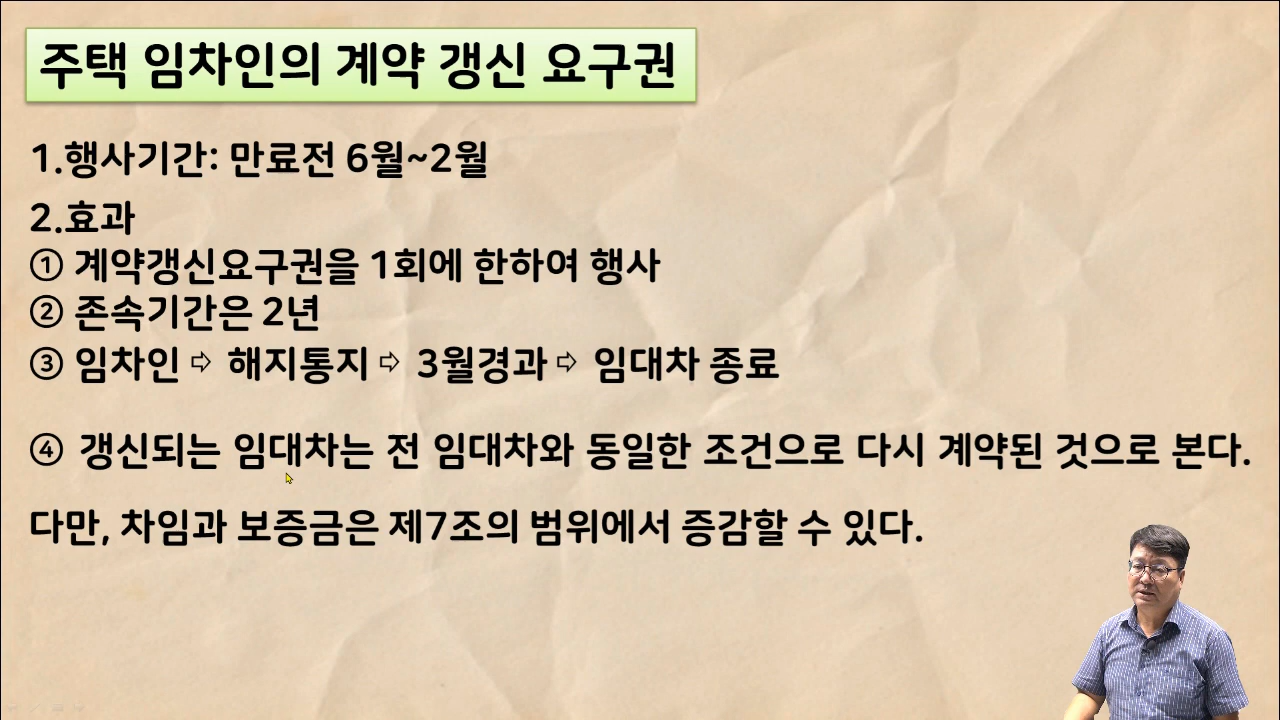 주택 임차인의 계약 갱신 요구권
1.행사기간: 만료전 6월~2월
2.효과
① 계약갱신요구권을 1회에 한하여 행사
② 존속기간은 2년
③ 임차인 ⇨ 해지통지 ⇨ 3월경과 ⇨ 임대차 종료
④ 갱신되는 임대차는 전 임대차와 동일한 조건으로 다시 계약된 것으로 본다.
다만, 차임과 보증금은 제7조의 범위에서 증감할 수 있다.